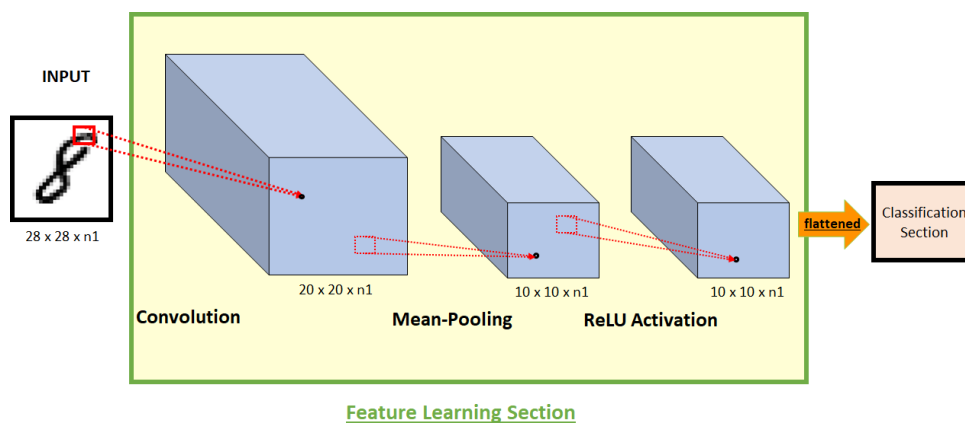 INPUT
28 x 28 x n1
20 x 20 x n1
Convolution
10 x 10 x n1
Mean-Pooling
10 x 10 x n1
ReLU Activation
flattened
Classification
Section
Feature Learning Section